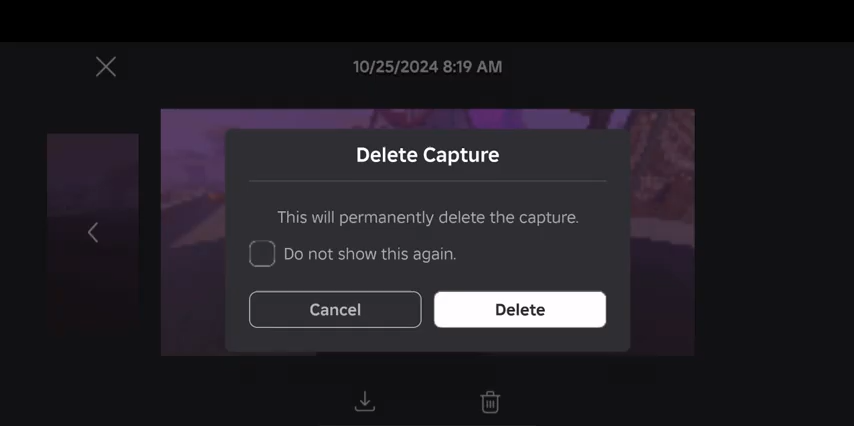 10/25/2024 8:19 AM
Delete Capture
This will permanently delete the capture.
Do not show this again.
Cancel
Delete